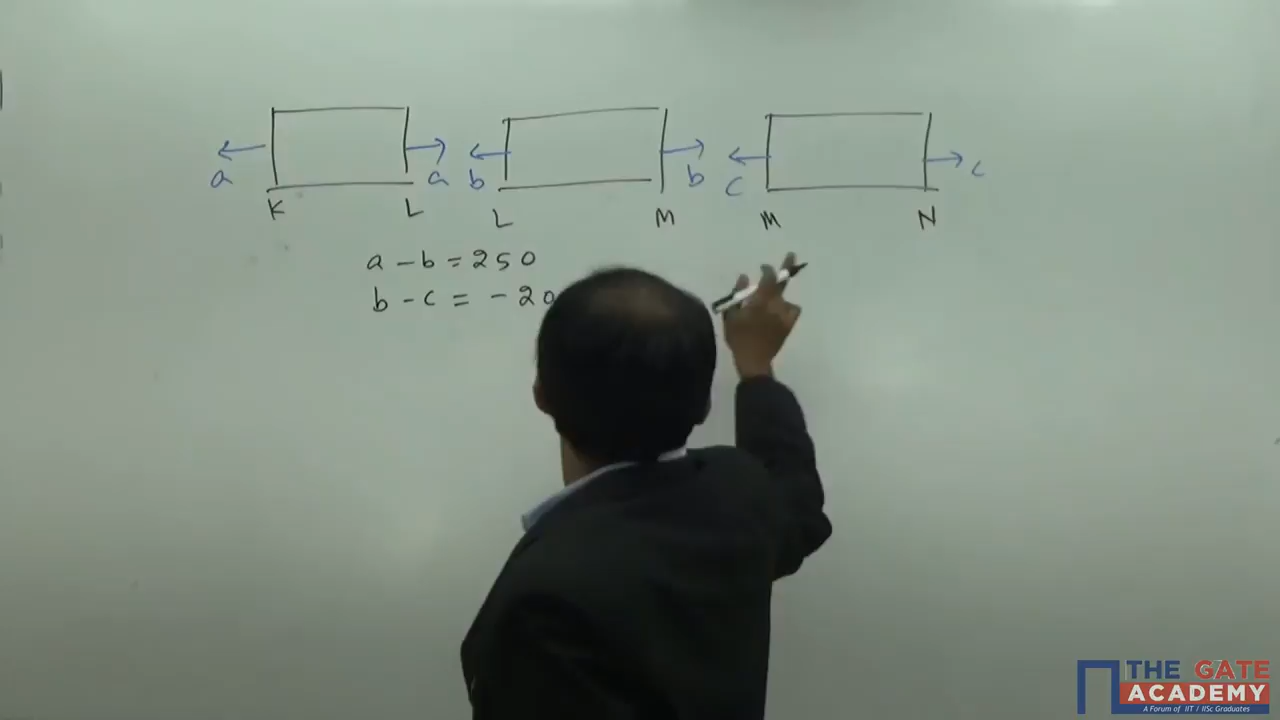 a a b b c c
K L L M M N
a - b = 250
b - c = - 20
THE GATE
ACADEMY
A Forum of IIT / IISc Graduates